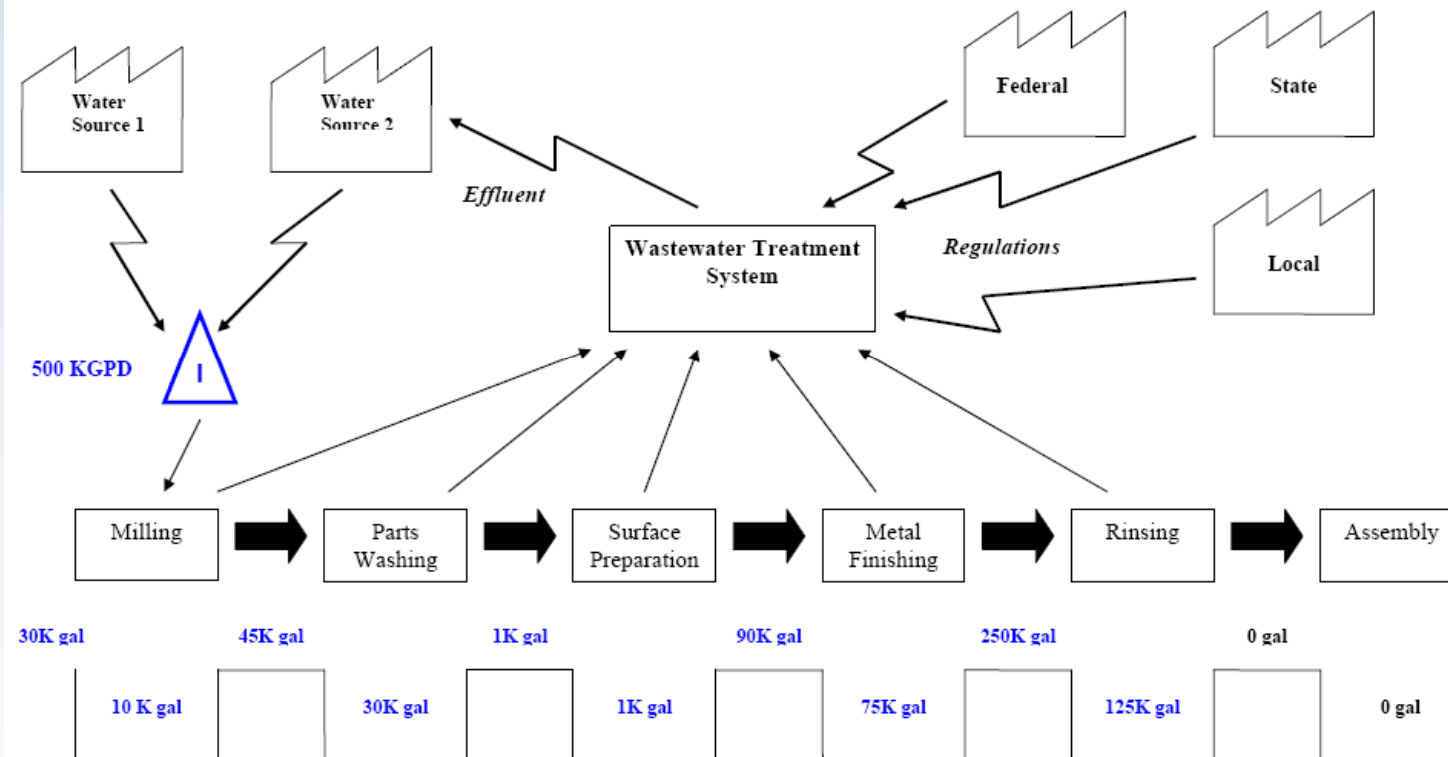 Water
Source 1
Water
Source 2
Federal
State
Effluent
Wastewater Treatment
System
Regulations
Local
500 KGPD
I
Milling
Parts
Washing
Surface
Preparation
Metal
Finishing
Rinsing
Assembly
30K gal
45K gal
1K gal
90K gal
250K gal
0 gal
10 K gal
30K gal
1K gal
75K gal
125K gal
0 gal